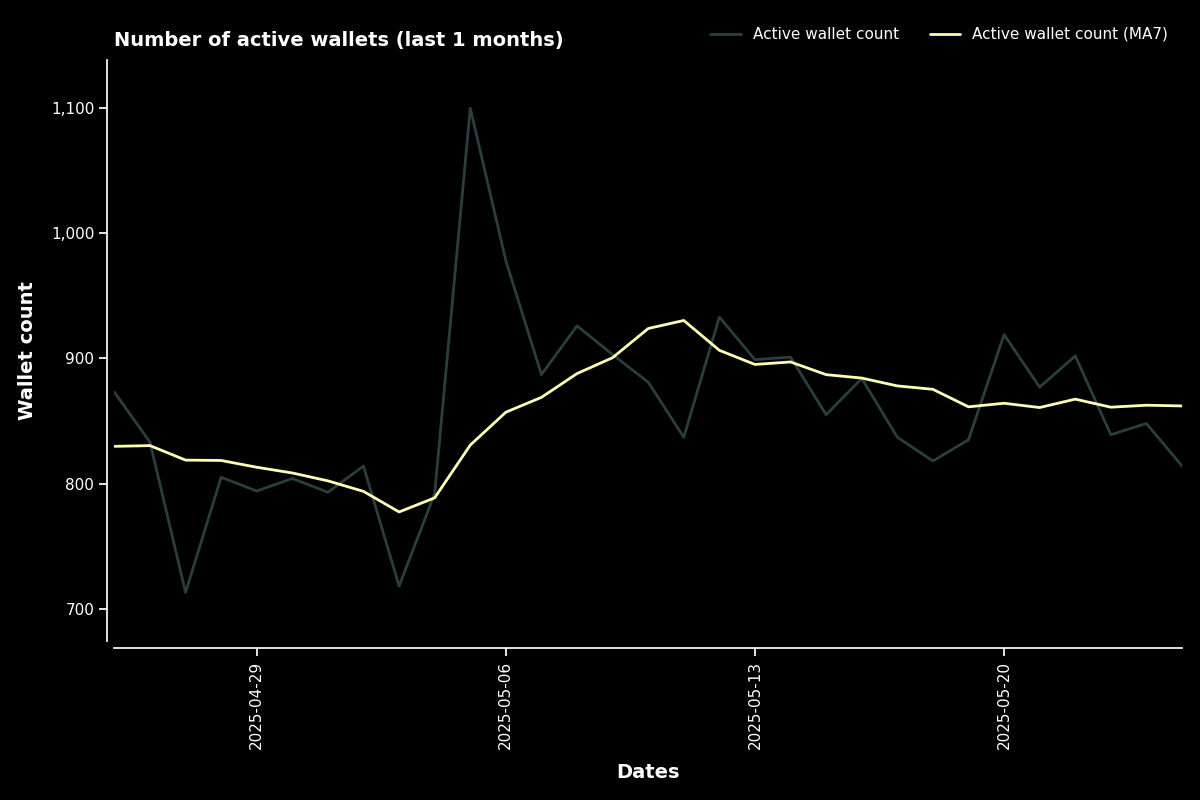 Number of active wallets (last 1 months)
Active wallet count
Active wallet count (MA7)
Wallet count
1,100
1,000
900
800
700
2025-04-29
2025-05-06
2025-05-13
2025-05-20
Dates